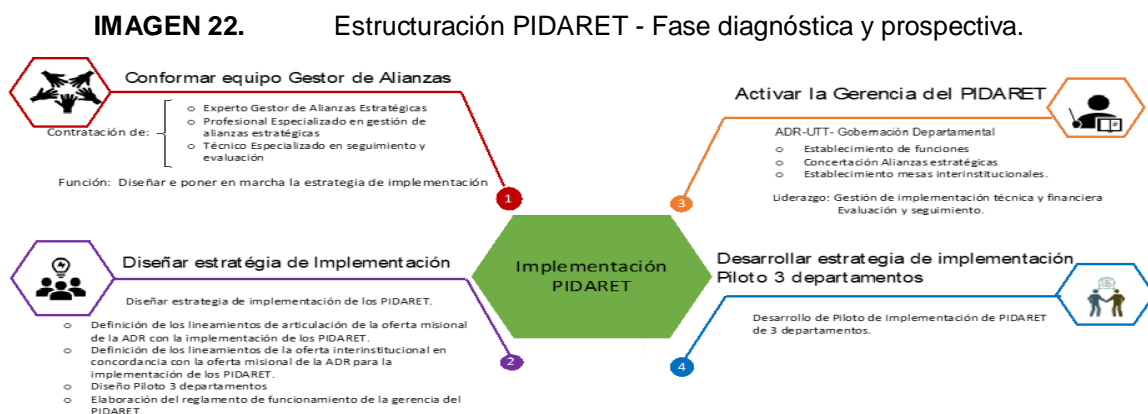 IMAGEN 22. Estructuración PIDARET - Fase diagnóstica y prospectiva.
Conformar equipo Gestor de Alianzas
Contratación de:
o Experto Gestor de Alianzas Estratégicas
o Profesional Especializado en gestión de
alianzas estratégicas
o Técnico Especializado en seguimiento y
evaluación
Función: Diseñar e poner en marcha la estrategia de implementación
1
Diseñar estratégia de Implementación
Diseñar estrategia de implementación de los PIDARET.
o Definición de los lineamientos de articulación de la oferta misional
de la ADR con la implementación de los PIDARET.
o Definición de los lineamientos de la oferta interinstitucional en
concordancia con la oferta misional de la ADR para la
implementación de los PIDARET.
o Diseño Piloto 3 departamentos
o Elaboración del reglamento de funcionamiento de la gerencia del
PIDARET.
2
Implementación
PIDARET
Activar la Gerencia del PIDARET
ADR-UTT- Gobernación Departamental
o Establecimiento de funciones
o Concertación Alianzas estratégicas
o Establecimiento mesas interinstitucionales.
Liderazgo: Gestión de implementación técnica y financiera
Evaluación y seguimiento.
3
Desarrollar estrategia de implementación
Piloto 3 departamentos
Desarrollo de Piloto de Implementación de PIDARET
de 3 departamentos.
4